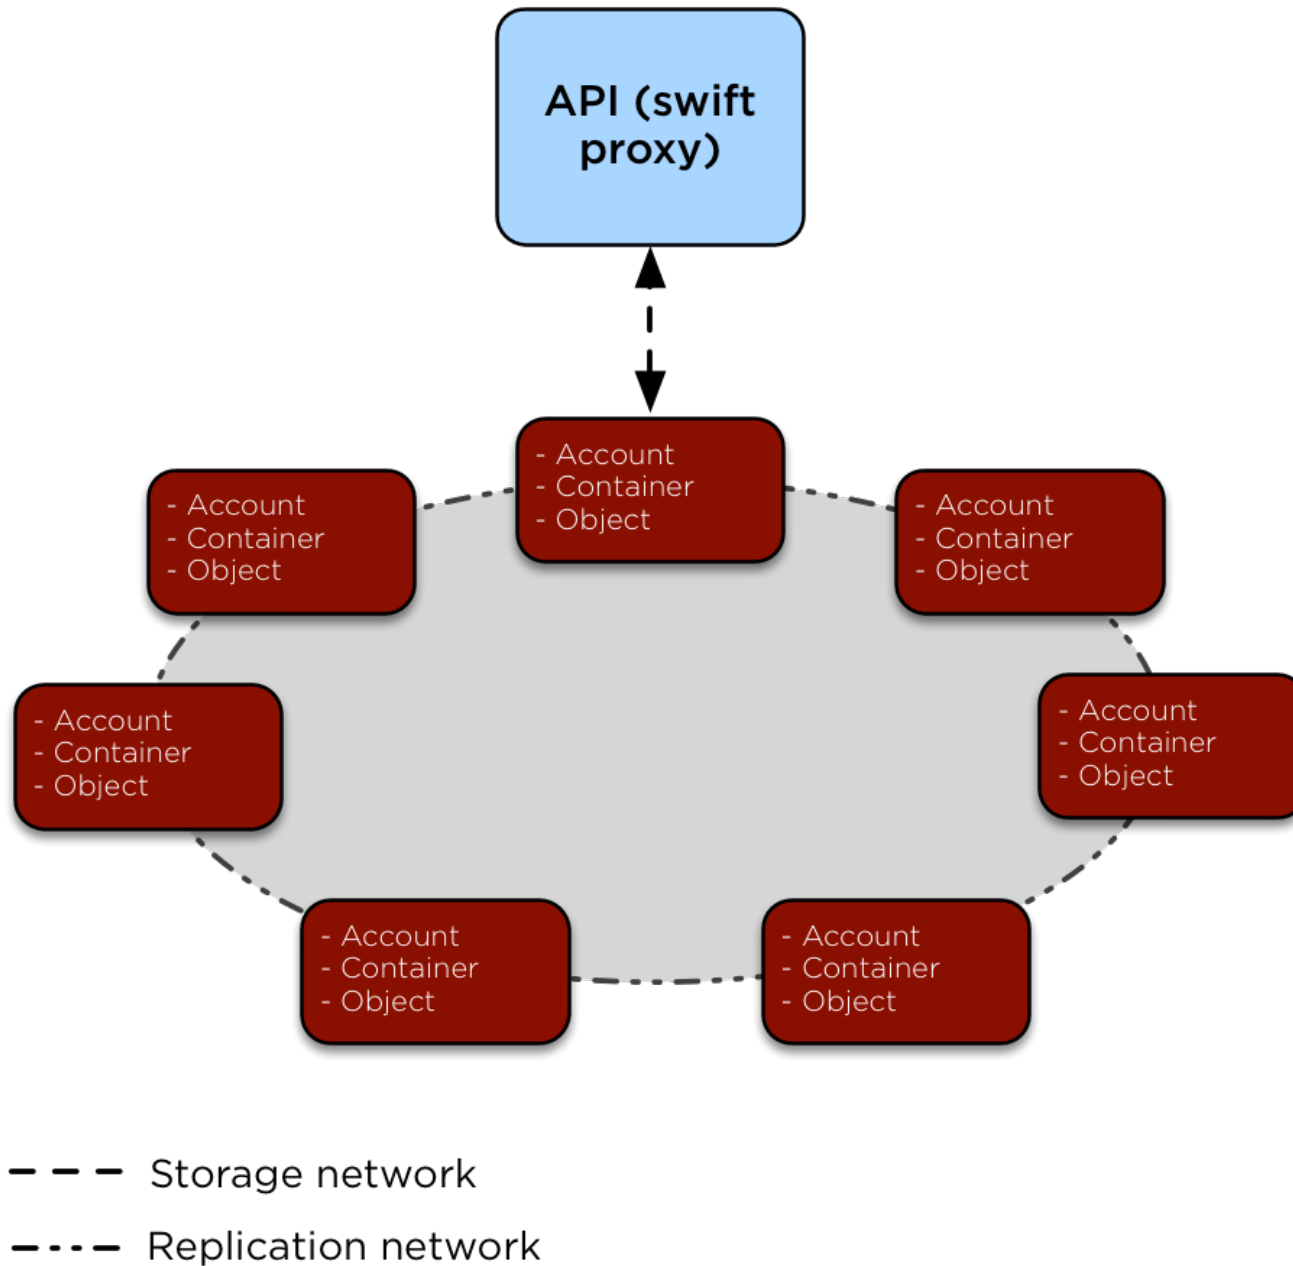 API (swift
proxy)
- Account
- Container
- Object
- Account
- Container
- Object
- Account
- Container
- Object
- Account
- Container
- Object
- Account
- Container
- Object
- Account
- Container
- Object
- Account
- Container
- Object
Storage network
Replication network